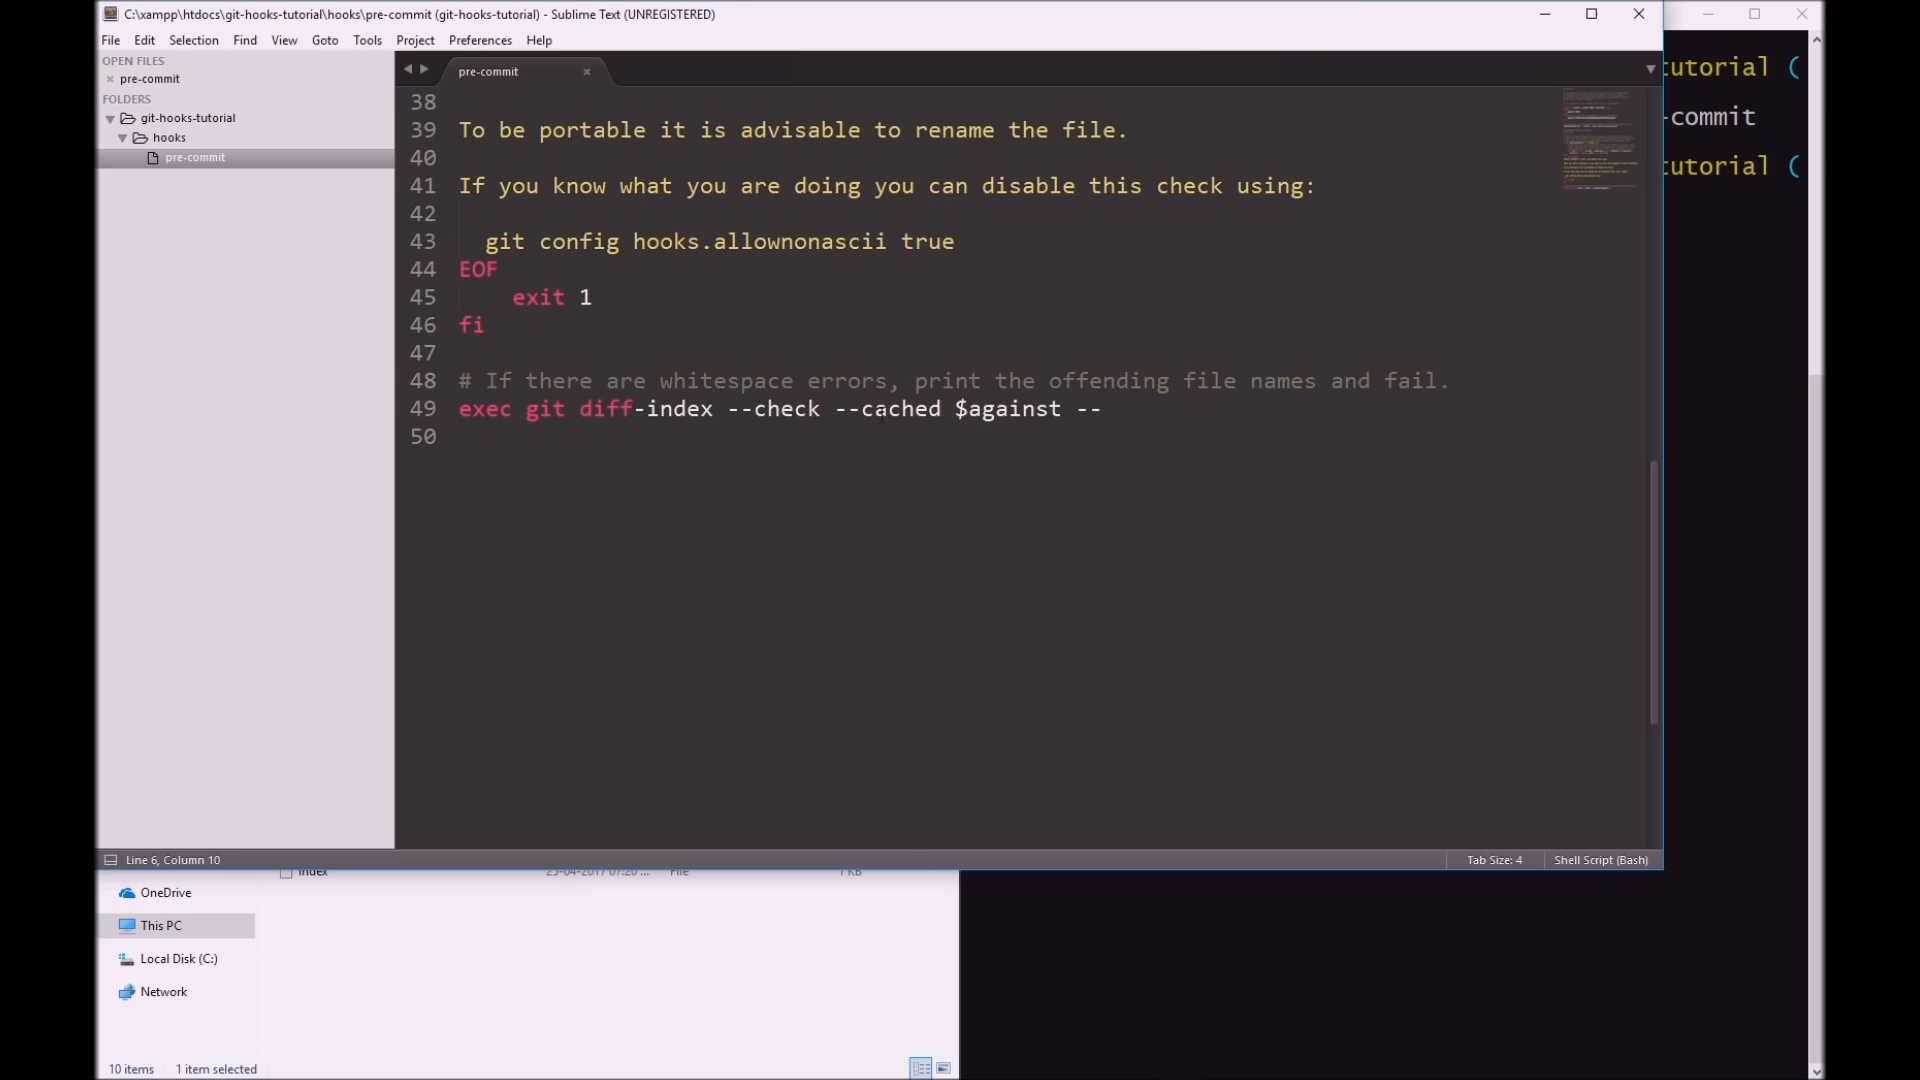 C:\xampp\htdocs\git-hooks-tutorial\hooks\pre-commit (git-hooks-tutorial) - Sublime Text (UNREGISTERED)
File Edit Selection Find View Goto Tools Project Preferences Help
OPEN FILES
pre-commit
FOLDERS
git-hooks-tutorial
hooks
pre-commit
pre-commit
38
39 To be portable it is advisable to rename the file.
40
41 If you know what you are doing you can disable this check using:
42
43 git config hooks.allownonascii true
44 EOF
45 exit 1
46 fi
47
48 # If there are whitespace errors, print the offending file names and fail.
49 exec git diff-index --check --cached $against --
50
Line 6, Column 10
Tab Size: 4
Shell Script (Bash)
tutorial (
-commit
tutorial (
index File 1 KB
OneDrive
This PC
Local Disk (C:)
Network
10 items 1 item selected